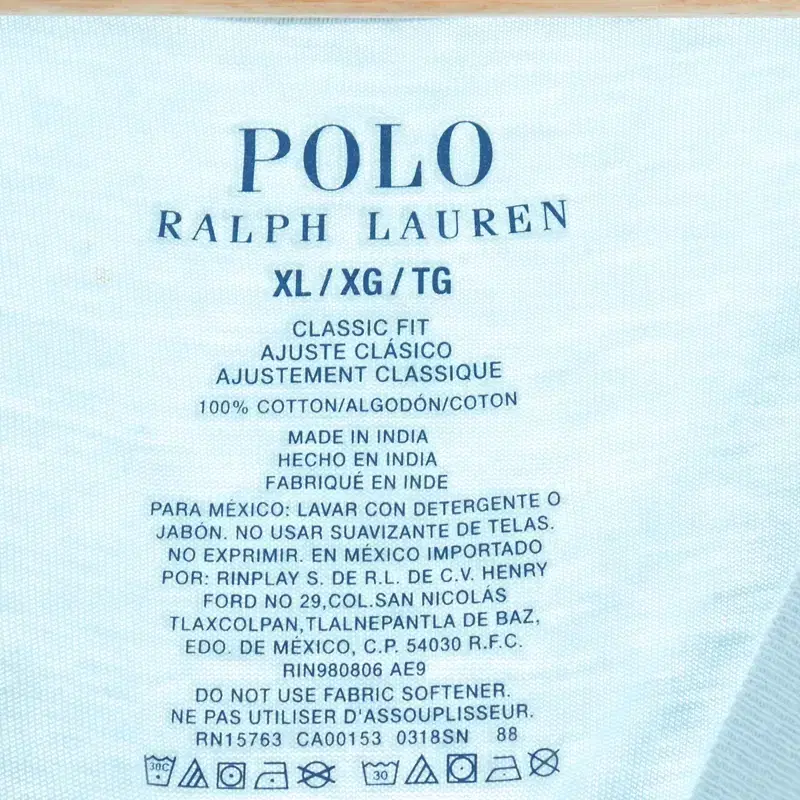 POLO
RALPH LAUREN
XL / XG / TG
CLASSIC FIT
AJUSTE CLÁSICO
AJUSTEMENT CLASSIQUE
100% COTTON/ALGODÓN/COTON
MADE IN INDIA
HECHO EN INDIA
FABRIQUÉ EN INDE
PARA MÉXICO: LAVAR CON DETERGENTE O
JABÓN. NO USAR SUAVIZANTE DE TELAS.
NO EXPRIMIR. EN MÉXICO IMPORTADO
POR: RINPLAY S. DE R.L. DE C.V. HENRY
FORD NO 29,COL.SAN NICOLÁS
TLAXCOLPAN,TLALNEPANTLA DE BAZ,
EDO. DE MÉXICO, C.P. 54030 R.F.C.
RIN980806 AE9
DO NOT USE FABRIC SOFTENER.
NE PAS UTILISER D'ASSOUPLISSEUR.
RN15763 CA00153 0318SN 88
30C 30